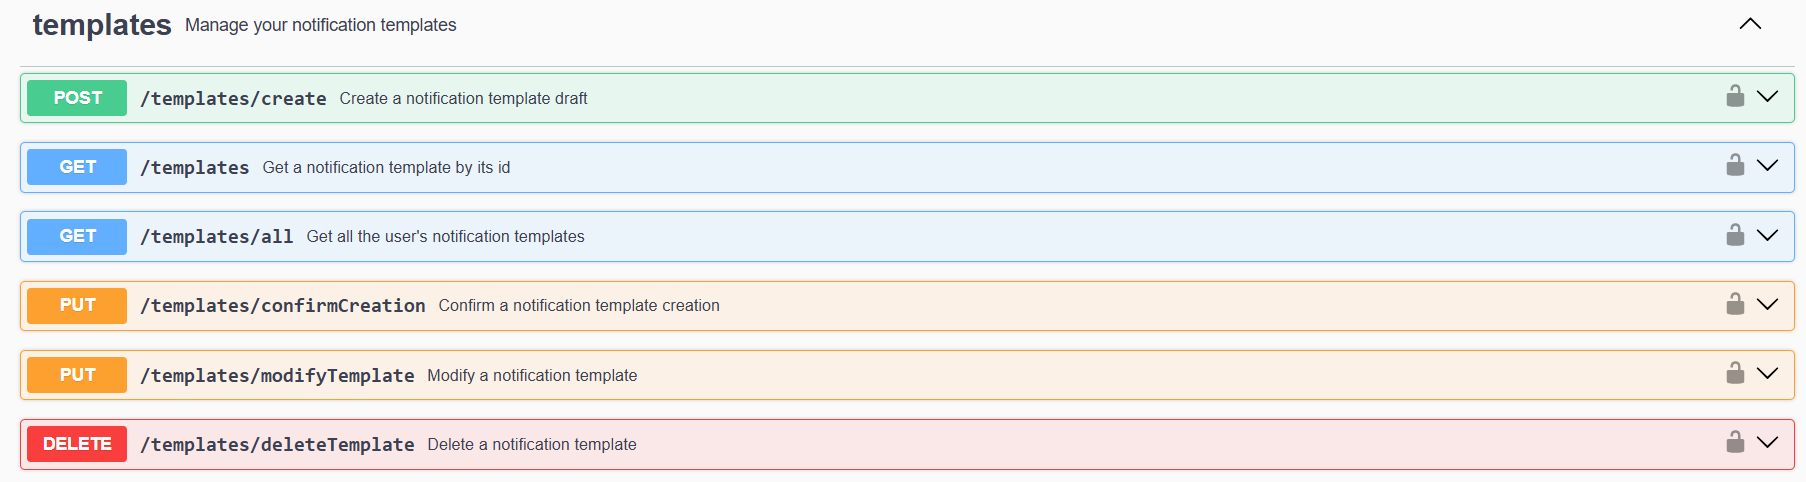 templates Manage your notification templates
POST /templates/create Create a notification template draft
GET /templates Get a notification template by its id
GET /templates/all Get all the user's notification templates
PUT /templates/confirmCreation Confirm a notification template creation
PUT /templates/modifyTemplate Modify a notification template
DELETE /templates/deleteTemplate Delete a notification template